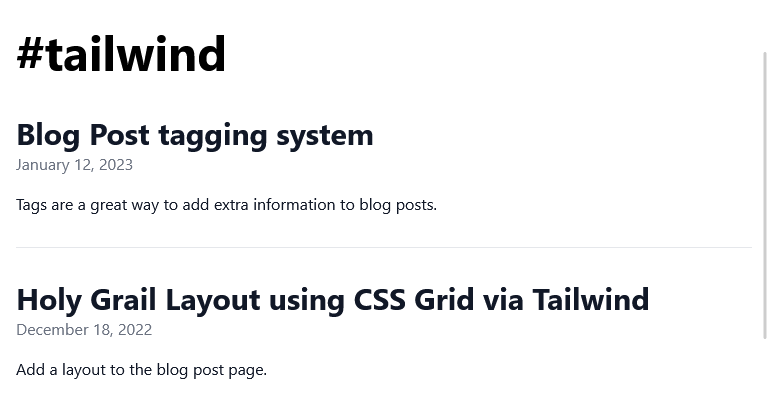 #tailwind
Blog Post tagging system
January 12, 2023
Tags are a great way to add extra information to blog posts.
Holy Grail Layout using CSS Grid via Tailwind
December 18, 2022
Add a layout to the blog post page.